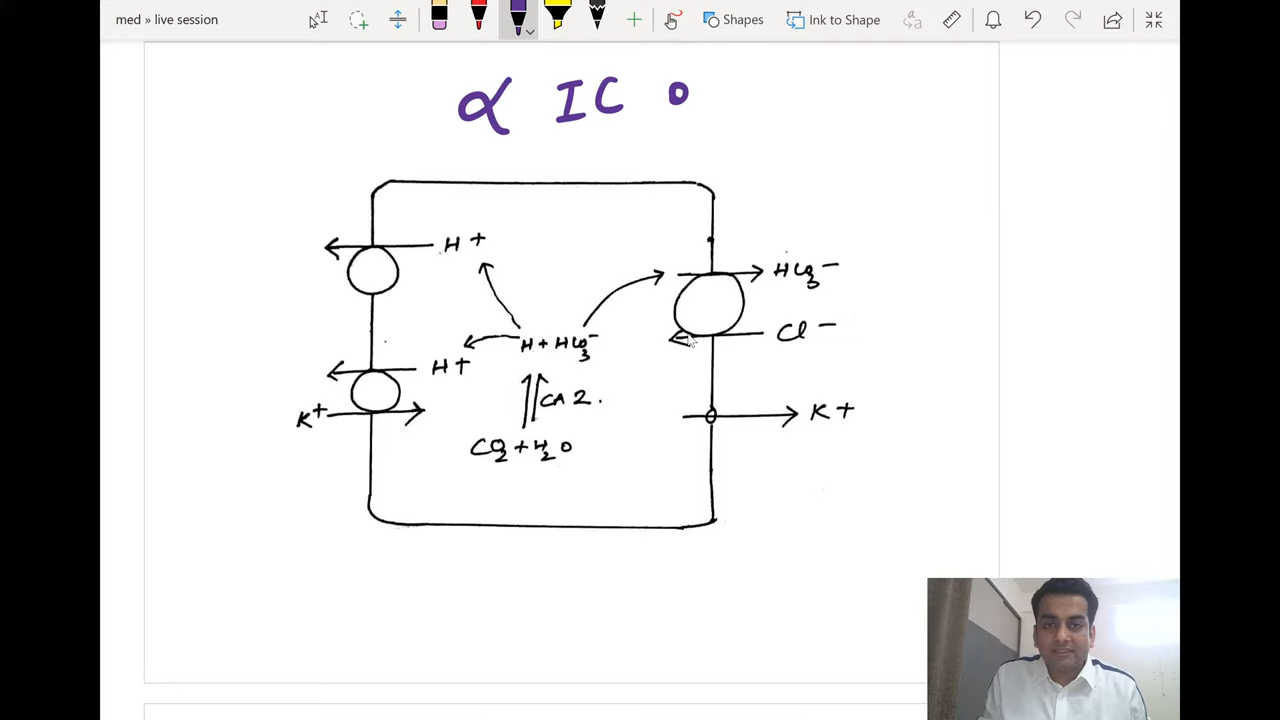 med » live session
Shapes
Ink to Shape
α IC o
H+
HCO3−
H+ HCO3−
Cl −
H+
K+
CA 2.
K+
CO2 + H2O